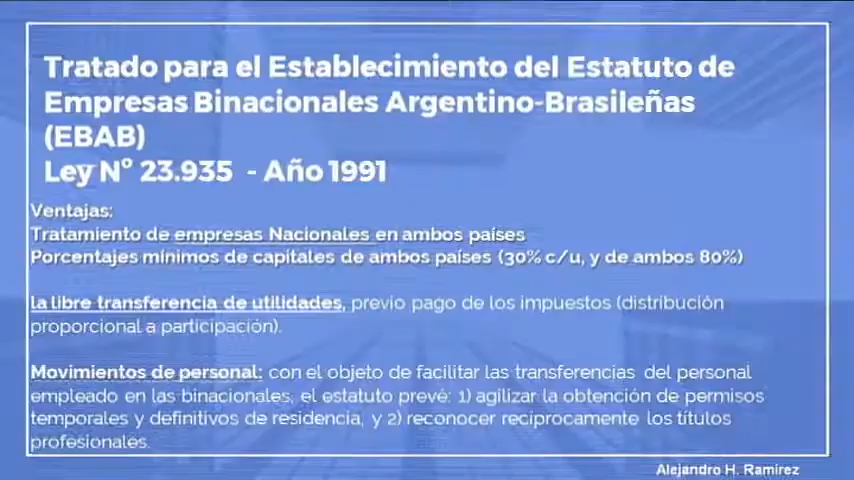 Tratado para el Establecimiento del Estatuto de
Empresas Binacionales Argentino-Brasileñas
(EBAB)
Ley Nº 23.935 - Año 1991
Ventajas:
Tratamiento de empresas Nacionales en ambos países
Porcentajes mínimos de capitales de ambos países (30% c/u, y de ambos 80%)
la libre transferencia de utilidades, previo pago de los impuestos (distribución
proporcional a participación).
Movimientos de personal: con el objeto de facilitar las transferencias del personal
empleado en las binacionales, el estatuto prevé: 1) agilizar la obtención de permisos
temporales y definitivos de residencia, y 2) reconocer recíprocamente los títulos
profesionales.
Alejandro H. Ramirez